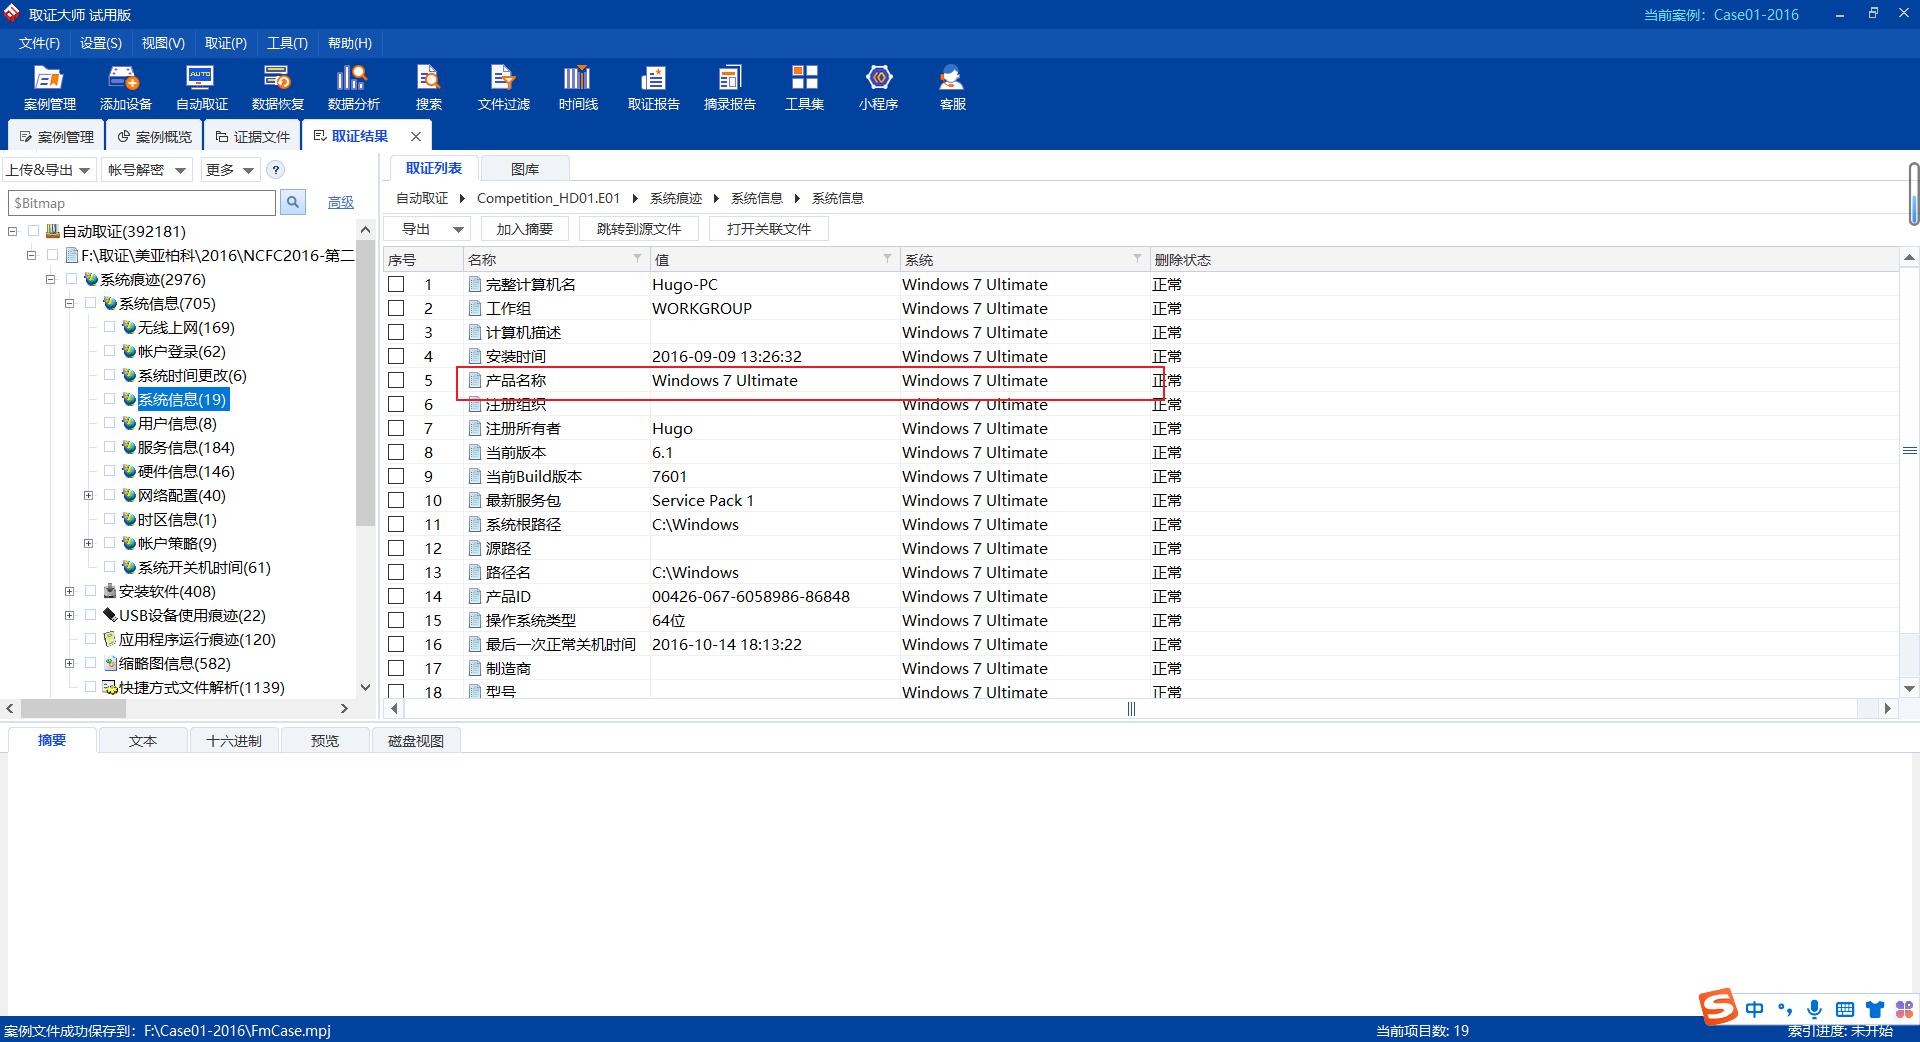 取证大师 试用版
当前案例： Case01-2016
文件(F) 设置(S) 视图(V) 取证(P) 工具(T) 帮助(H)
案例管理 添加设备 自动取证 数据恢复 数据分析 搜索 文件过滤 时间线 取证报告 摘录报告 工具集 小程序 客服
案例管理 案例概览 证据文件 取证结果
上传&导出 帐号解密 更多 ?
$Bitmap 高级
自动取证(392181)
F:\取证\美亚柏科\2016\NCFC2016-第二
系统痕迹(2976)
系统信息(705)
无线上网(169)
帐户登录(62)
系统时间更改(6)
系统信息(19)
用户信息(8)
服务信息(184)
硬件信息(146)
网络配置(40)
时区信息(1)
帐户策略(9)
系统开关机时间(61)
安装软件(408)
USB设备使用痕迹(22)
应用程序运行痕迹(120)
缩略图信息(582)
快捷方式文件解析(1139)
取证列表 图库
自动取证 Competition_HD01.E01 系统痕迹 系统信息 系统信息
导出 加入摘要 跳转到源文件 打开关联文件
序号 名称 值 系统 删除状态
1 完整计算机名 Hugo-PC Windows 7 Ultimate 正常
2 工作组 WORKGROUP Windows 7 Ultimate 正常
3 计算机描述 Windows 7 Ultimate 正常
4 安装时间 2016-09-09 13:26:32 Windows 7 Ultimate 正常
5 产品名称 Windows 7 Ultimate Windows 7 Ultimate 正常
6 注册组织 Windows 7 Ultimate 正常
7 注册所有者 Hugo Windows 7 Ultimate 正常
8 当前版本 6.1 Windows 7 Ultimate 正常
9 当前Build版本 7601 Windows 7 Ultimate 正常
10 最新服务包 Service Pack 1 Windows 7 Ultimate 正常
11 系统根路径 C:\Windows Windows 7 Ultimate 正常
12 源路径 Windows 7 Ultimate 正常
13 路径名 C:\Windows Windows 7 Ultimate 正常
14 产品ID 00426-067-6058986-86848 Windows 7 Ultimate 正常
15 操作系统类型 64位 Windows 7 Ultimate 正常
16 最后一次正常关机时间 2016-10-14 18:13:22 Windows 7 Ultimate 正常
17 制造商 Windows 7 Ultimate 正常
18 型号 Windows 7 Ultimate 正常
摘要 文本 十六进制 预览 磁盘视图
中
案例文件成功保存到： F:\Case01-2016\FmCase.mpj
当前项目数: 19
索引进度: 未开始